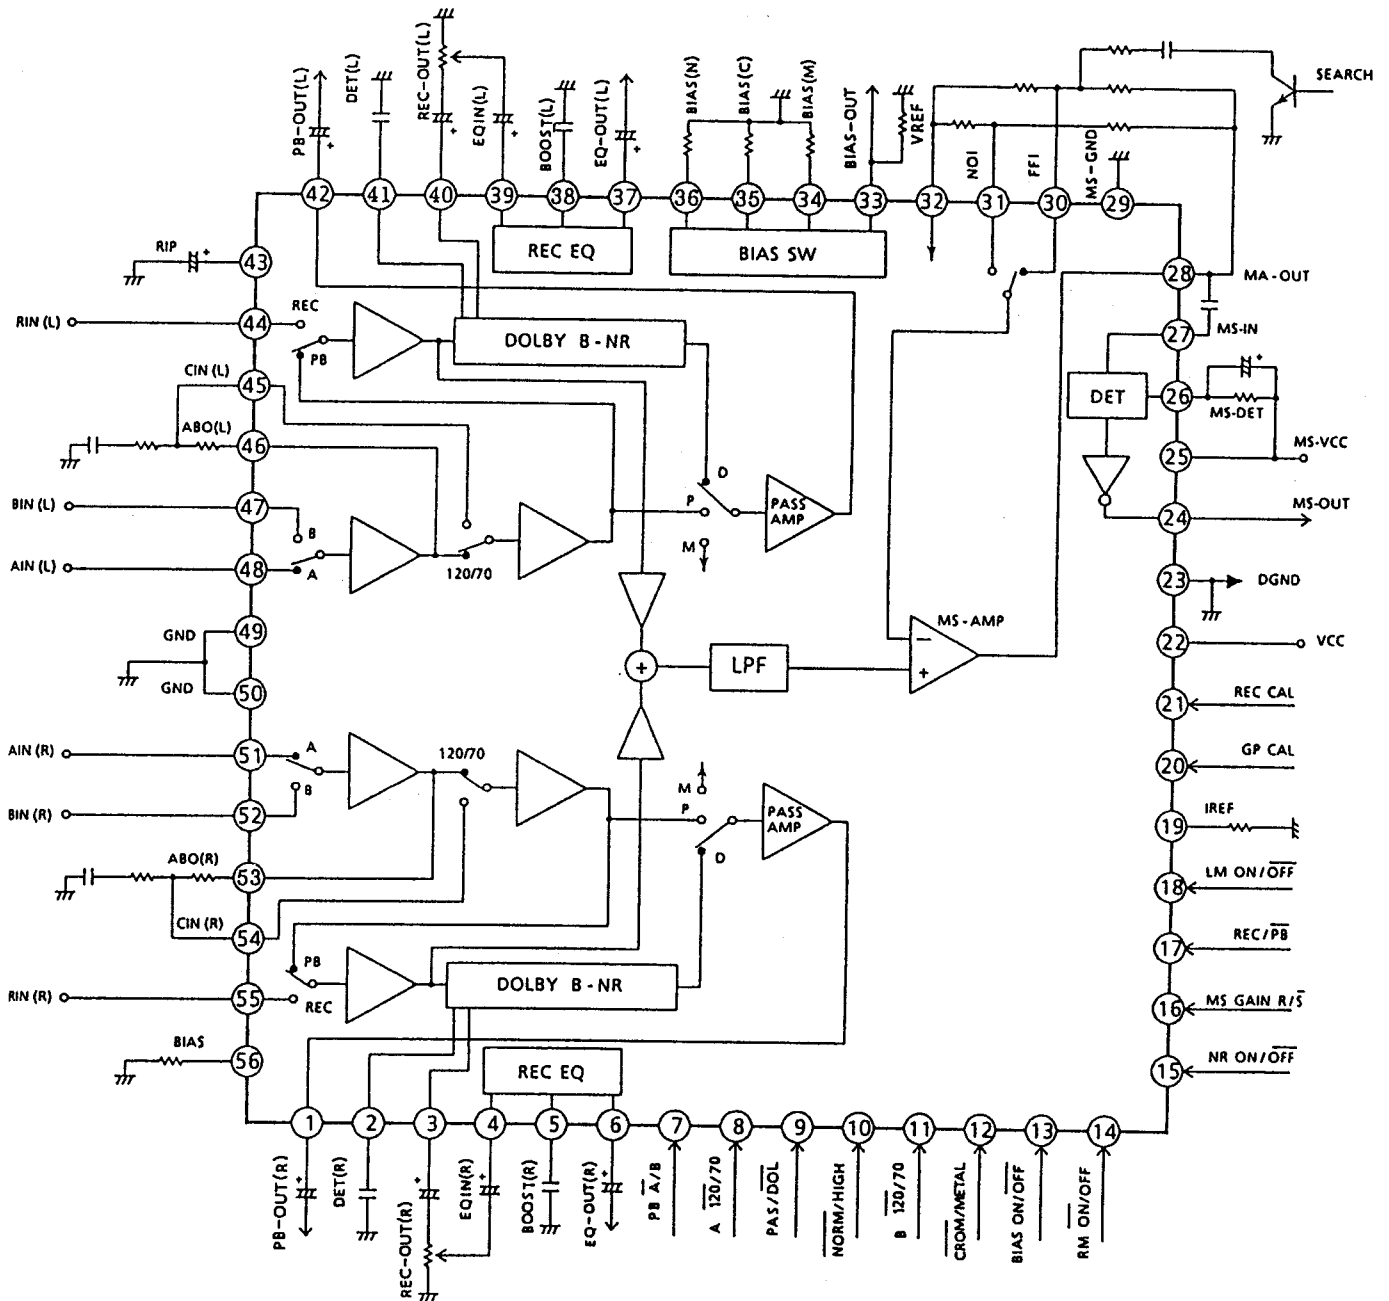 PB-OUT(L)
DET(L)
REC-OUT(L)
EQIN(L)
BOOST(L)
EQ-OUT(L)
BIAS(N)
BIAS(C)
BIAS(M)
BIAS-OUT
VREF
NOI
FFI
MS-GND
SEARCH
42
41
40
39
38
37
36
35
34
33
32
31
30
29
REC EQ
BIAS SW
RIP
43
28
MA-OUT
RIN (L)
44
REC
PB
DOLBY B-NR
27
MS-IN
CIN (L)
45
DET
26
MS-DET
ABO(L)
46
25
MS-VCC
BIN (L)
47
B
D
P
M
PASS
AMP
24
MS-OUT
AIN (L)
48
A
120/70
23
DGND
GND
49
MS-AMP
22
VCC
+
LPF
−
+
GND
50
21
REC CAL
AIN (R)
51
A
120/70
M
P
D
PASS
AMP
20
GP CAL
BIN (R)
52
B
19
IREF
ABO(R)
53
18
LM ON/OFF
CIN (R)
54
17
REC/PB
PB
REC
DOLBY B-NR
RIN (R)
55
16
MS GAIN R/S
BIAS
56
15
NR ON/OFF
REC EQ
1
2
3
4
5
6
7
8
9
10
11
12
13
14
PB-OUT(R)
DET(R)
REC-OUT(R)
EQIN(R)
BOOST(R)
EQ-OUT(R)
PB A/B
A 120/70
PAS/DOL
NORM/HIGH
B 120/70
CROM/METAL
BIAS ON/OFF
RM ON/OFF